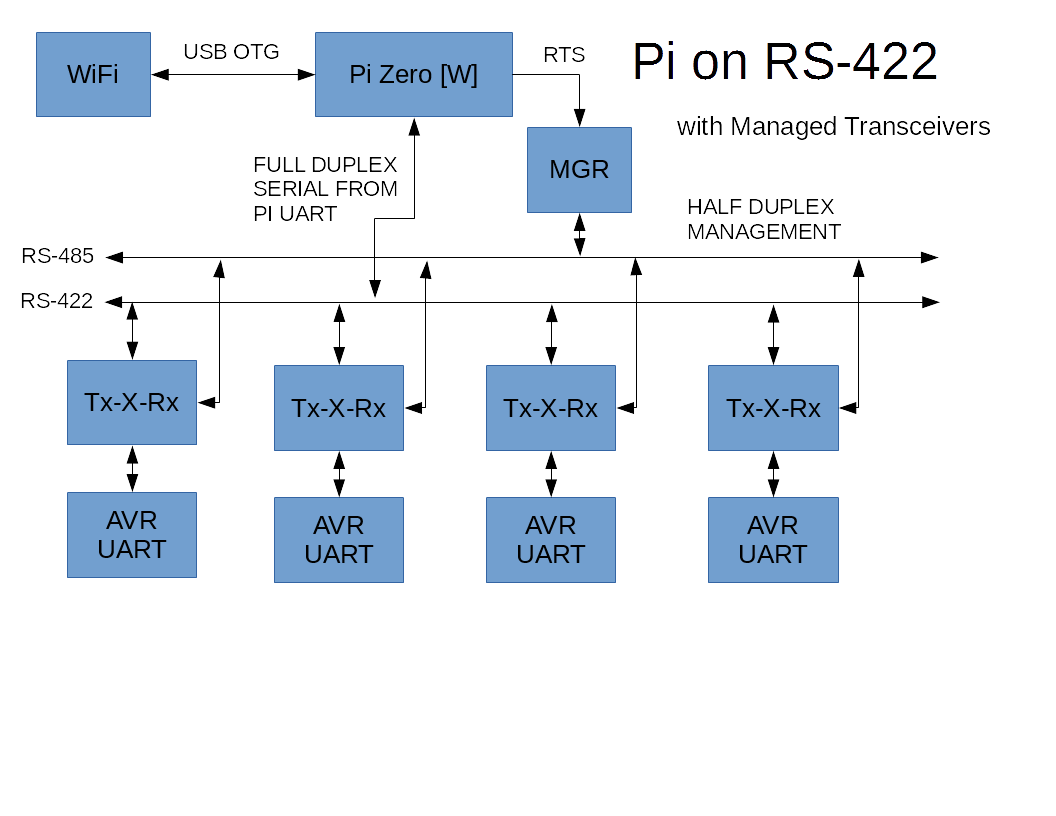 Pi on RS-422
with Managed Transceivers
WiFi
USB OTG
Pi Zero [W]
RTS
MGR
FULL DUPLEX
SERIAL FROM
PI UART
HALF DUPLEX
MANAGEMENT
RS-485
RS-422
Tx-X-Rx
Tx-X-Rx
Tx-X-Rx
Tx-X-Rx
AVR
UART
AVR
UART
AVR
UART
AVR
UART